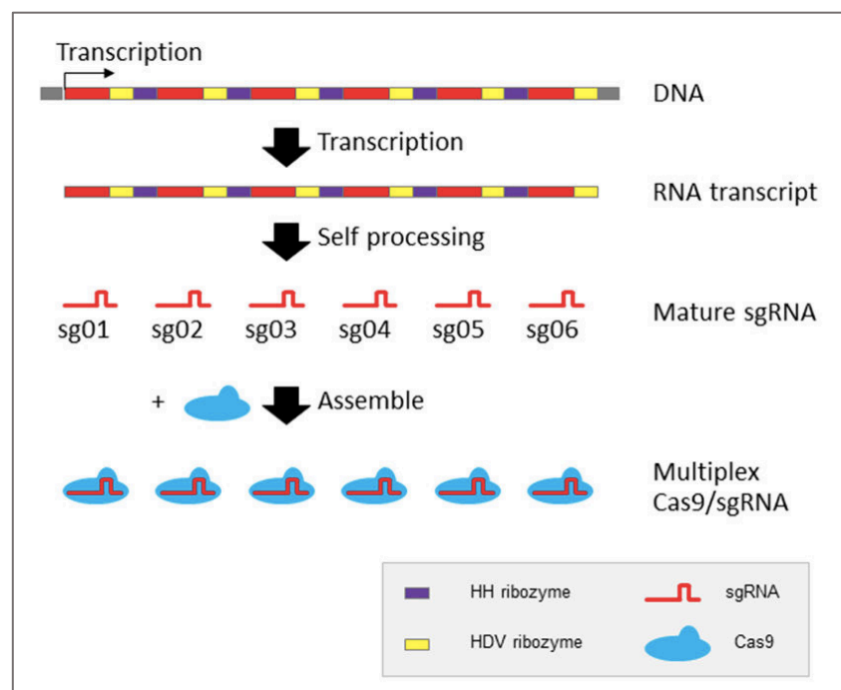 Transcription
DNA
Transcription
RNA transcript
Self processing
sg01 sg02 sg03 sg04 sg05 sg06
Mature sgRNA
+ Assemble
Multiplex
Cas9/sgRNA
HH ribozyme sgRNA
HDV ribozyme Cas9